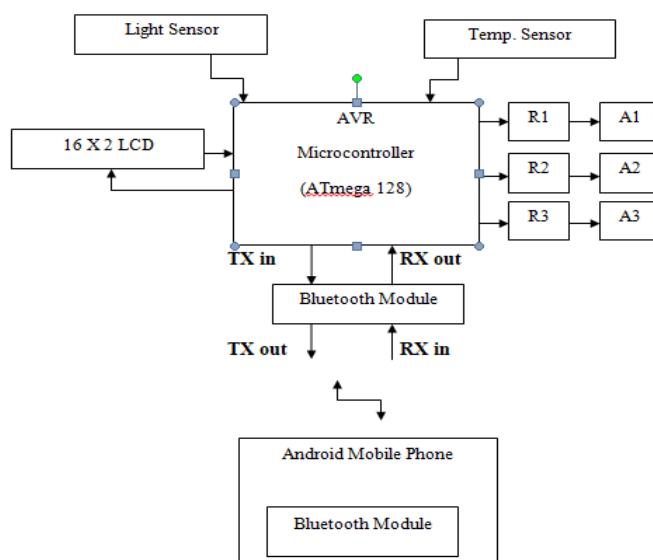 Light Sensor
Temp. Sensor
AVR
Microcontroller
(ATmega 128)
16 X 2 LCD
R1
A1
R2
A2
R3
A3
TX in
RX out
Bluetooth Module
TX out
RX in
Android Mobile Phone
Bluetooth Module